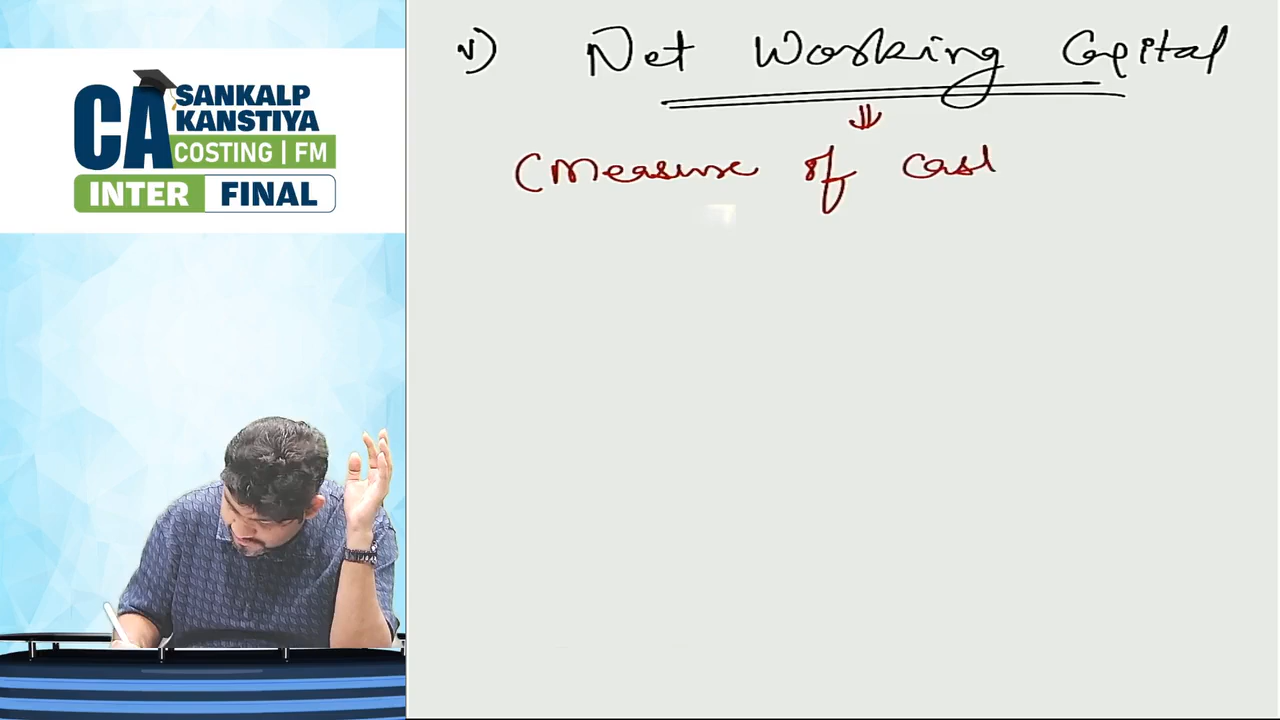 CA SANKALP KANSTIYA
COSTING | FM
INTER FINAL
v) Net Working Capital
⇓
(Measure of cash